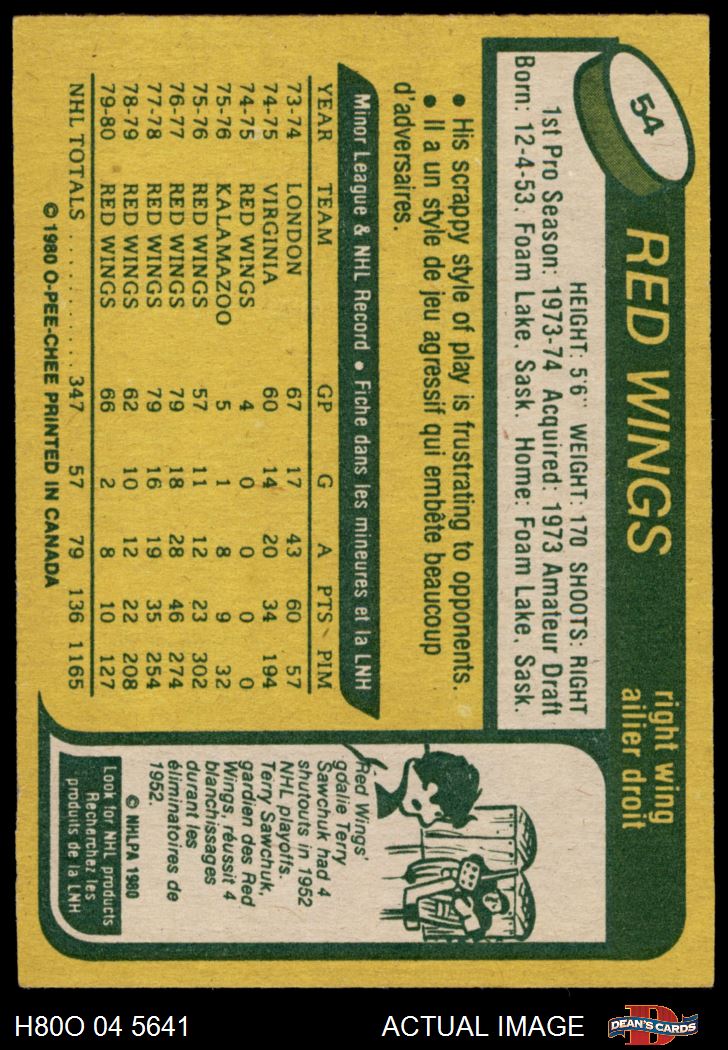 54
RED WINGS
right wing
ailier droit
HEIGHT: 5'6" WEIGHT: 170 SHOOTS: RIGHT
1st Pro Season: 1973-74 Acquired: 1973 Amateur Draft
Born: 12-4-53, Foam Lake, Sask. Home: Foam Lake, Sask.
• His scrappy style of play is frustrating to opponents.
• Il a un style de jeu agressif qui embête beaucoup
d'adversaires.
Minor League & NHL Record • Fiche dans les mineures et la LNH
YEAR TEAM GP G A PTS PIM
73-74 LONDON 67 17 43 60 57
74-75 VIRGINIA 60 14 20 34 194
74-75 RED WINGS 4 0 0 0 0
75-76 KALAMAZOO 5 1 8 9 32
75-76 RED WINGS 57 11 12 23 302
76-77 RED WINGS 79 18 28 46 274
77-78 RED WINGS 79 16 19 35 254
78-79 RED WINGS 62 10 12 22 208
79-80 RED WINGS 66 2 8 10 127
NHL TOTALS .......... 347 57 79 136 1165
© 1980 O-PEE-CHEE PRINTED IN CANADA
Red Wings'
goalie Terry
Sawchuk had 4
shutouts in 1952
NHL playoffs.
Terry Sawchuk,
gardien des Red
Wings, réussit 4
blanchissages
durant les
éliminatoires de
1952.
© NHLPA 1980
Look for NHL products
Recherchez les
produits de la LNH
H80O 04 5641
ACTUAL IMAGE
D
DEAN'S CARDS